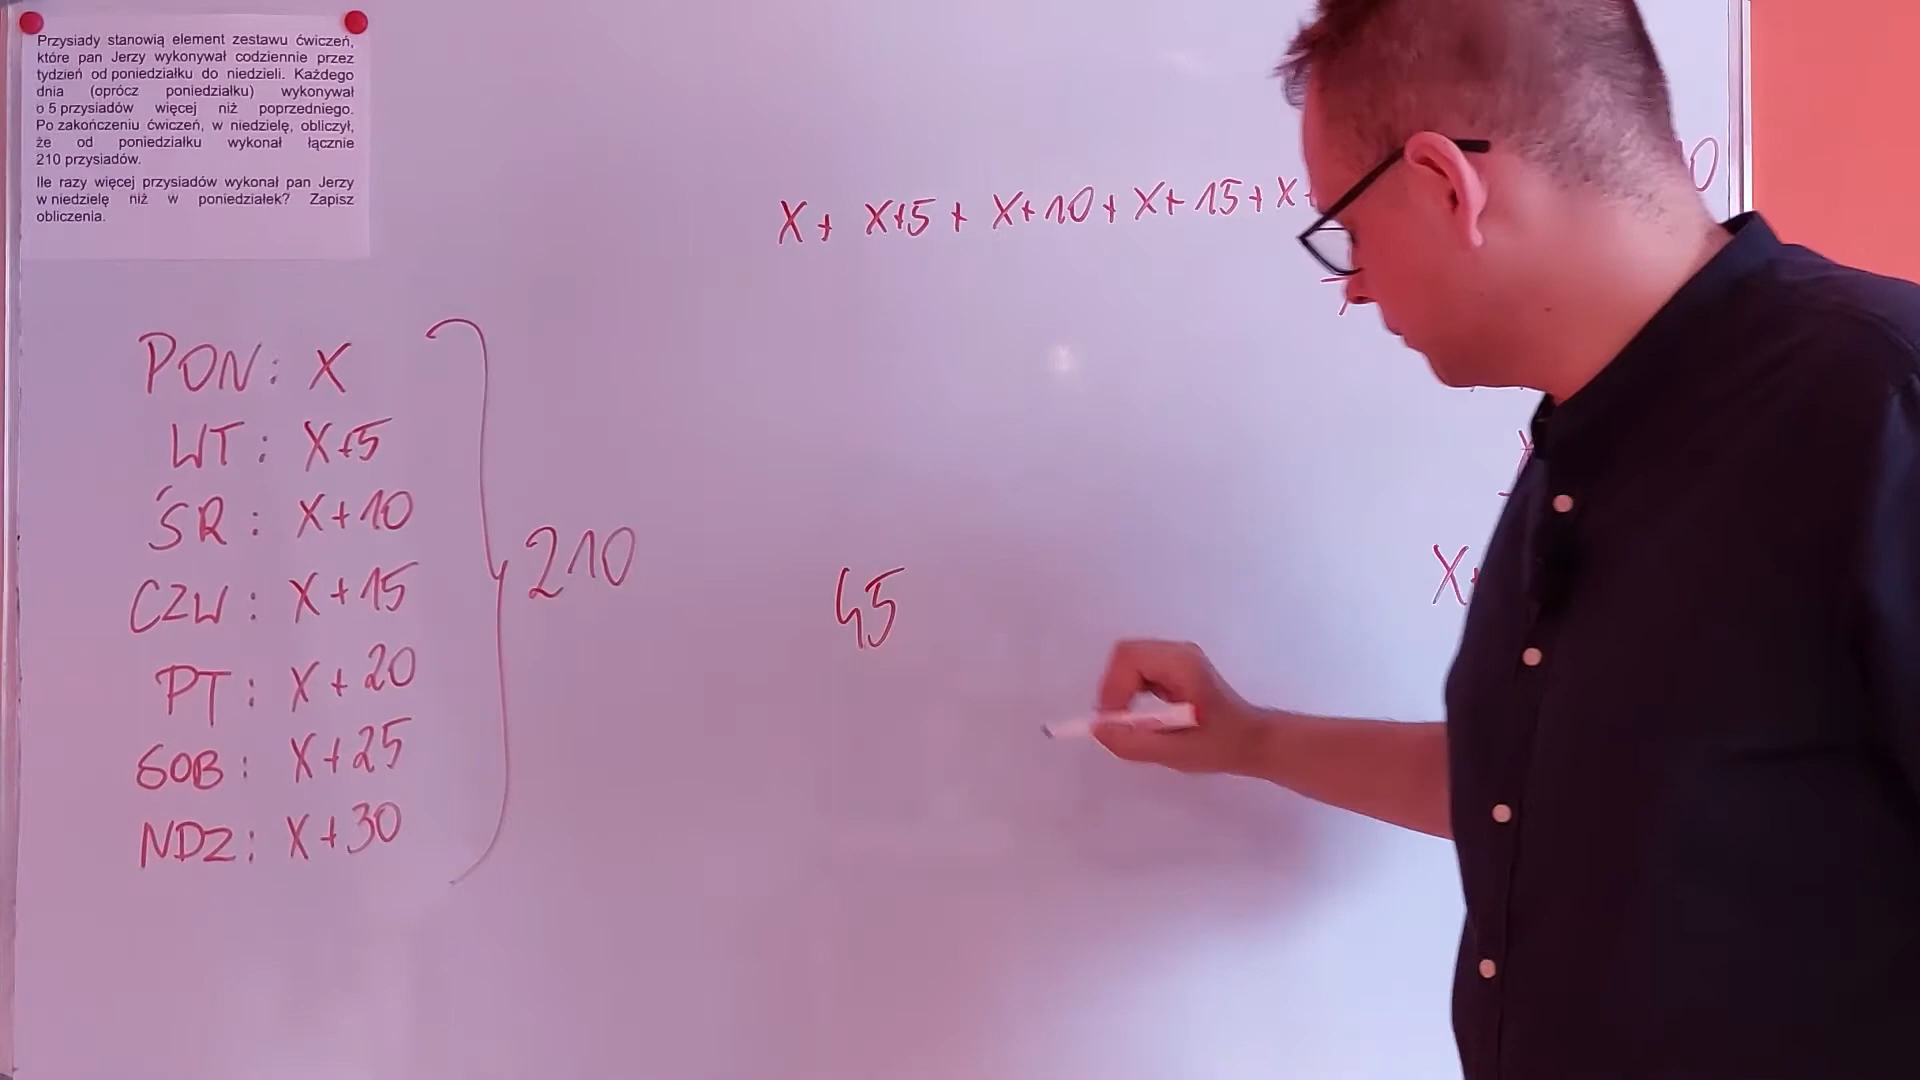 Przysiady stanowią element zestawu ćwiczeń,
które pan Jerzy wykonywał codziennie przez
tydzień od poniedziałku do niedzieli. Każdego
dnia (oprócz poniedziałku) wykonywał
o 5 przysiadów więcej niż poprzedniego.
Po zakończeniu ćwiczeń, w niedzielę, obliczył,
że od poniedziałku wykonał łącznie
210 przysiadów.
Ile razy więcej przysiadów wykonał pan Jerzy
w niedzielę niż w poniedziałek? Zapisz
obliczenia.
X + X+5 + X+10 + X+15 + X+
PON: X
WT: X+5
ŚR: X+10
CZW: X+15
PT: X+20
SOB: X+25
NDZ: X+30
210
45
X+